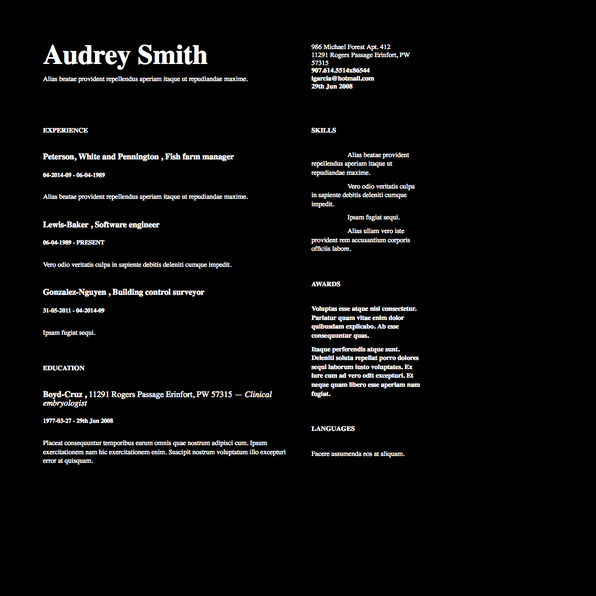 Audrey Smith
Alias beatae provident repellendus aperiam itaque ut repudiandae maxime.
986 Michael Forest Apt. 412
11291 Rogers Passage Erinfort, PW
57315
907.614.5514x86544
igarcia@hotmail.com
29th Jun 2008
EXPERIENCE
Peterson, White and Pennington , Fish farm manager
04-2014-09 - 06-04-1989
Alias beatae provident repellendus aperiam itaque ut repudiandae maxime.
Lewis-Baker , Software engineer
06-04-1989 - PRESENT
Vero odio veritatis culpa in sapiente debitis deleniti cumque impedit.
Gonzalez-Nguyen , Building control surveyor
31-05-2011 - 04-2014-09
Ipsam fugiat sequi.
EDUCATION
Boyd-Cruz , 11291 Rogers Passage Erinfort, PW 57315 — Clinical
embryologist
1977-03-27 - 29th Jun 2008
Placeat consequuntur temporibus earum omnis quae nostrum adipisci cum. Ipsum
exercitationem nam hic exercitationem enim. Suscipit nostrum voluptatum illo excepturi
error at quisquam.
SKILLS
Alias beatae provident
repellendus aperiam itaque ut
repudiandae maxime.
Vero odio veritatis culpa
in sapiente debitis deleniti cumque
impedit.
Ipsam fugiat sequi.
Alias ullam vero iste
provident rem accusantium corporis
officiis labore.
AWARDS
Voluptas esse atque nisi consectetur.
Pariatur quam vitae enim dolor
quibusdam explicabo. Ab esse
consequuntur quas.
Itaque perferendis atque sunt.
Deleniti soluta repellat porro dolores
sequi laborum iusto voluptates. Ex
iure cum ad vero odit excepturi. Et
neque quam libero esse aperiam nam
fugiat.
LANGUAGES
Facere assumenda eos at aliquam.